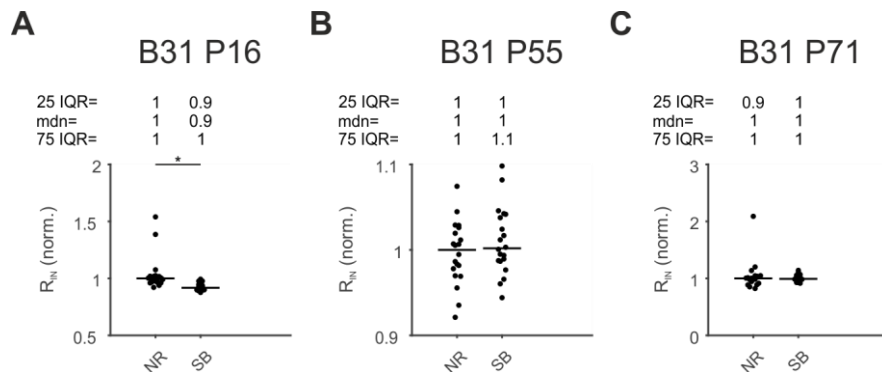 A
B31 P16
25 IQR= 1 0.9
mdn= 1 0.9
75 IQR= 1 1
*
2
1.5
1
0.5
R_IN (norm.)
NR SB
B
B31 P55
25 IQR= 1 1
mdn= 1 1
75 IQR= 1 1.1
1.1
1
0.9
R_IN (norm.)
NR SB
C
B31 P71
25 IQR= 0.9 1
mdn= 1 1
75 IQR= 1 1
3
2
1
0
R_IN (norm.)
NR SB